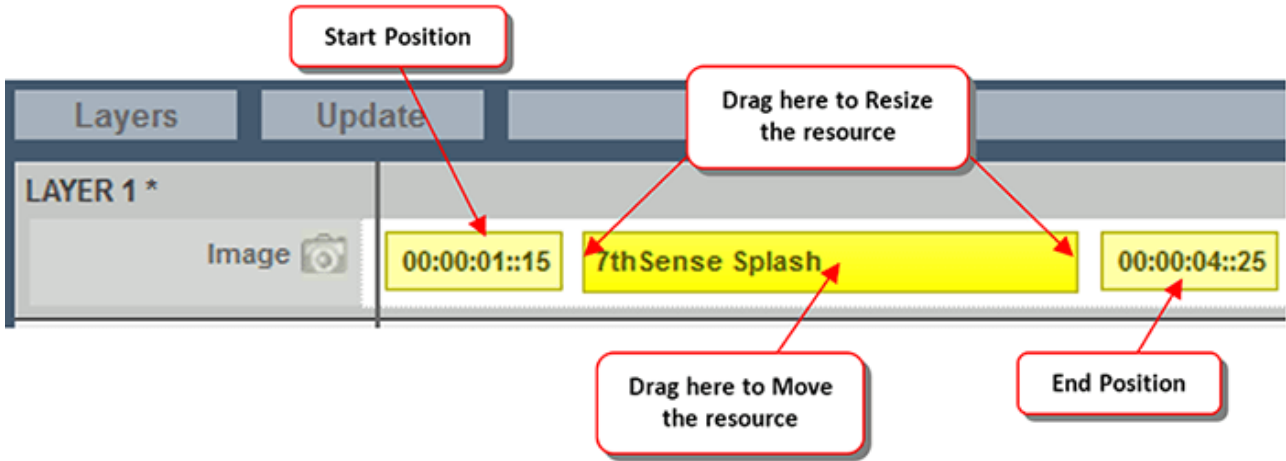 Start Position
Drag here to Resize
the resource
Layers
Update
LAYER 1 *
Image
00:00:01::15
7thSense Splash
00:00:04::25
Drag here to Move
the resource
End Position